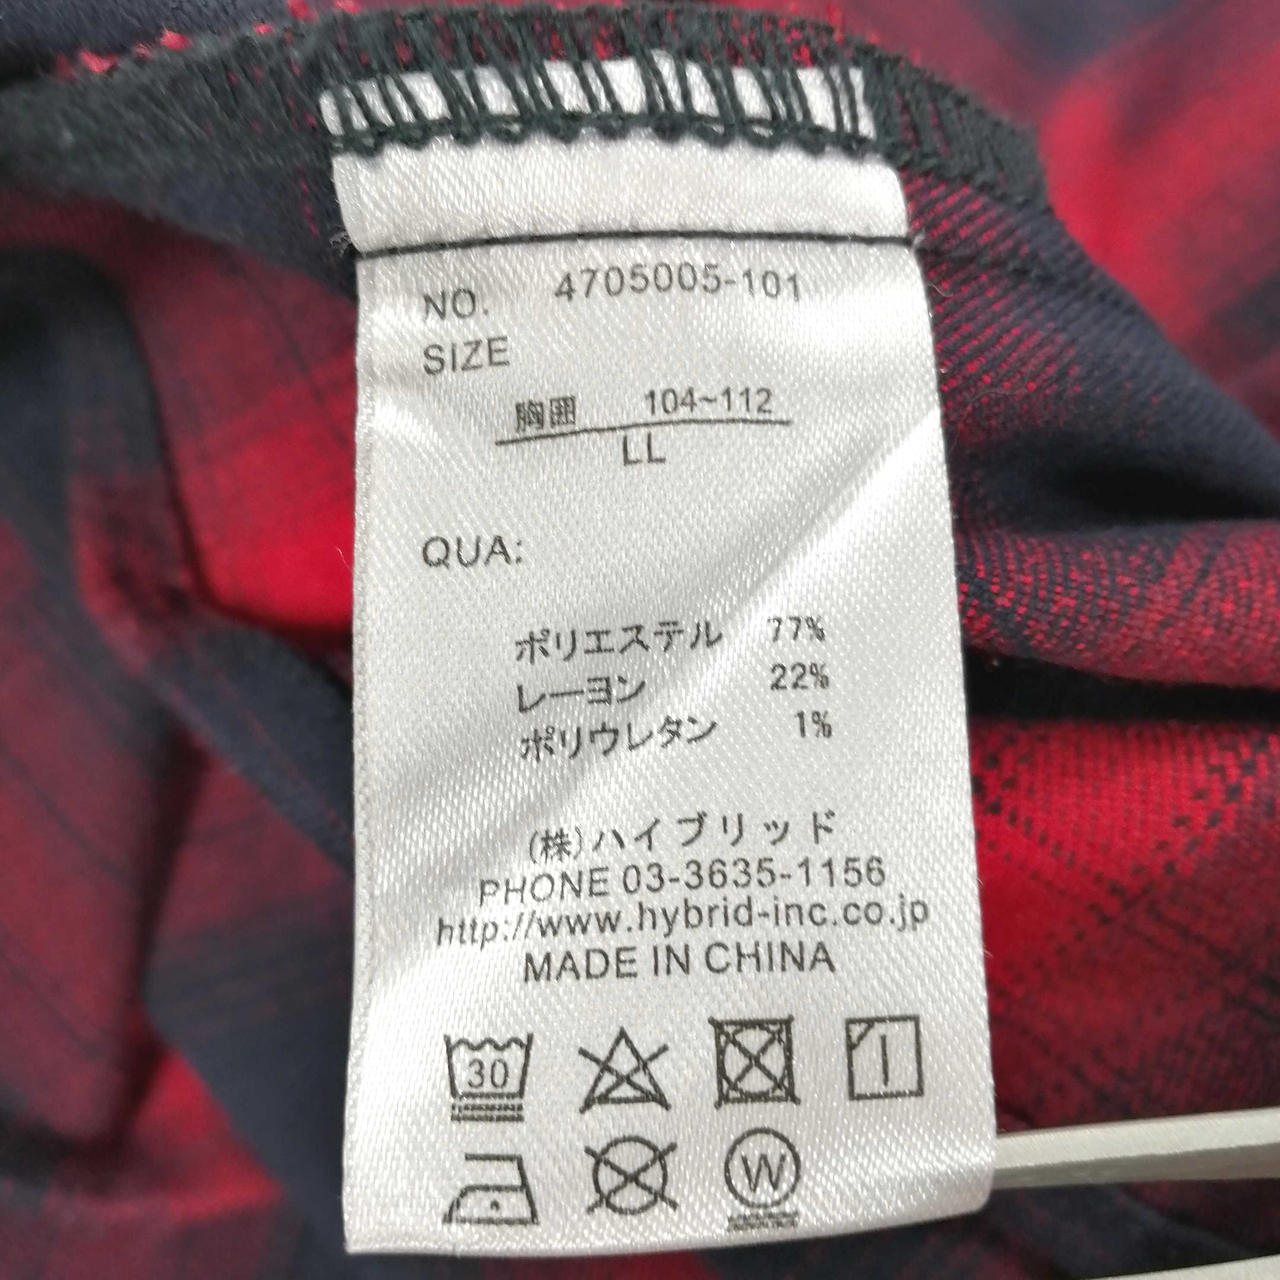 NO. 4705005-101
SIZE
胸囲 104~112
LL
QUA:
ポリエステル 77%
レーヨン 22%
ポリウレタン 1%
(株)ハイブリッド
PHONE 03-3635-1156
http://www.hybrid-inc.co.jp
MADE IN CHINA
30
W